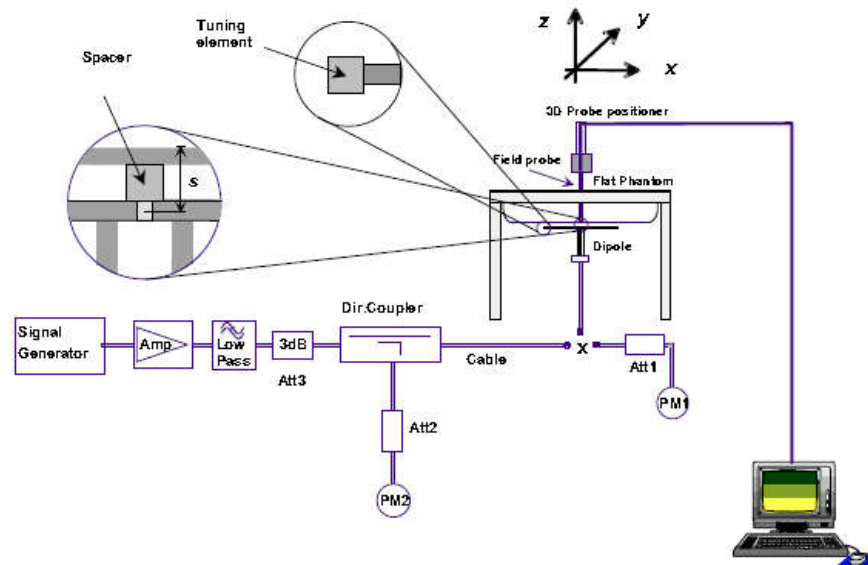 Tuning
element
Spacer
z
y
x
3D Probe positioner
Field probe
Flat Phantom
s
Dipole
Dir.Coupler
Signal
Generator
Amp
Low
Pass
3dB
Att3
Cable
x
Att1
PM1
Att2
PM2